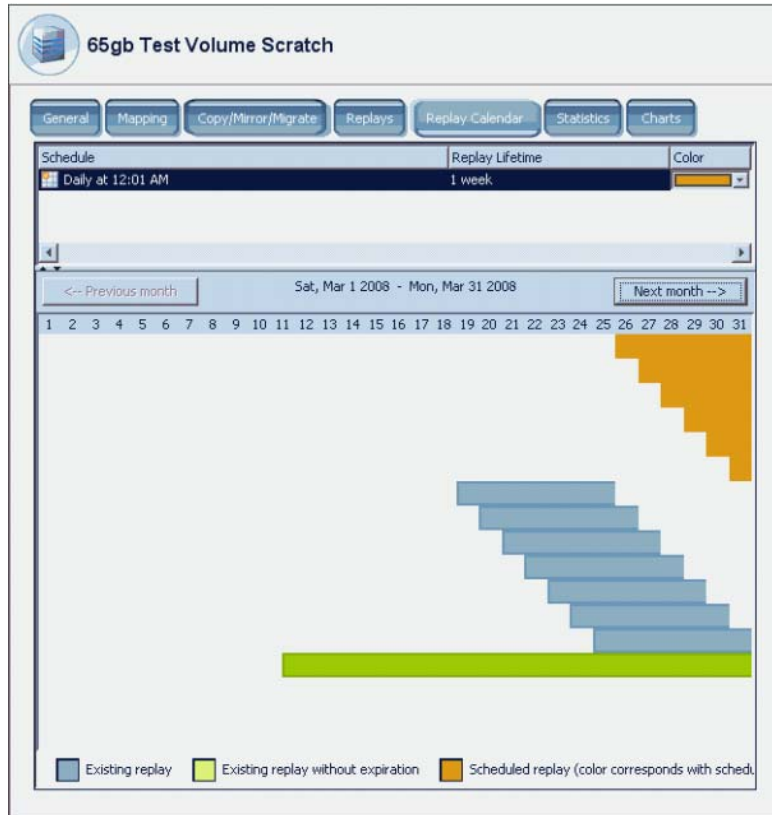 65gb Test Volume Scratch
General Mapping Copy/Mirror/Migrate Replays Replay Calendar Statistics Charts
Schedule Replay Lifetime Color
Daily at 12:01 AM 1 week
<-- Previous month Sat, Mar 1 2008 - Mon, Mar 31 2008 Next month -->
1 2 3 4 5 6 7 8 9 10 11 12 13 14 15 16 17 18 19 20 21 22 23 24 25 26 27 28 29 30 31
Existing replay Existing replay without expiration Scheduled replay (color corresponds with schedu